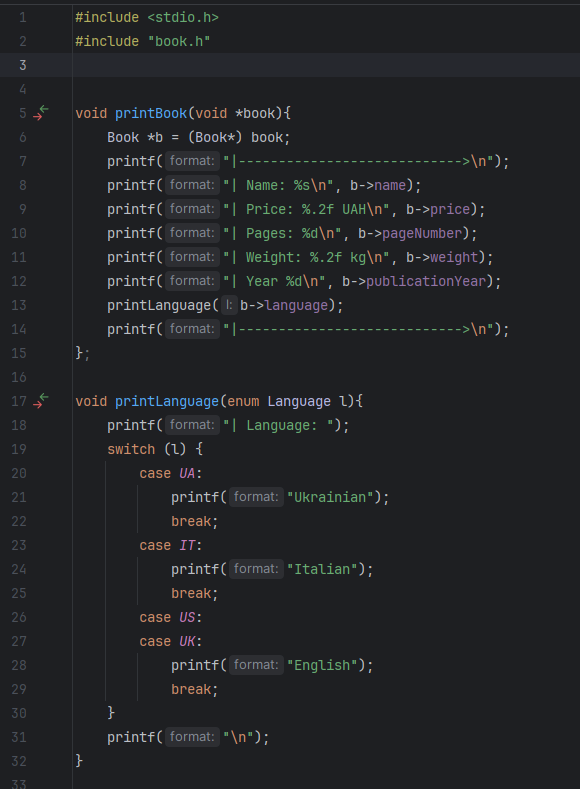 1 #include <stdio.h>
2 #include "book.h"
3
4
5 void printBook(void *book){
6     Book *b = (Book*) book;
7     printf( format: "|---------------------------->\n");
8     printf( format: "| Name: %s\n", b->name);
9     printf( format: "| Price: %.2f UAH\n", b->price);
10     printf( format: "| Pages: %d\n", b->pageNumber);
11     printf( format: "| Weight: %.2f kg\n", b->weight);
12     printf( format: "| Year %d\n", b->publicationYear);
13     printLanguage( l: b->language);
14     printf( format: "|---------------------------->\n");
15 };
16
17 void printLanguage(enum Language l){
18     printf( format: "| Language: ");
19     switch (l) {
20         case UA:
21             printf( format: "Ukrainian");
22             break;
23         case IT:
24             printf( format: "Italian");
25             break;
26         case US:
27         case UK:
28             printf( format: "English");
29             break;
30     }
31     printf( format: "\n");
32 }
33